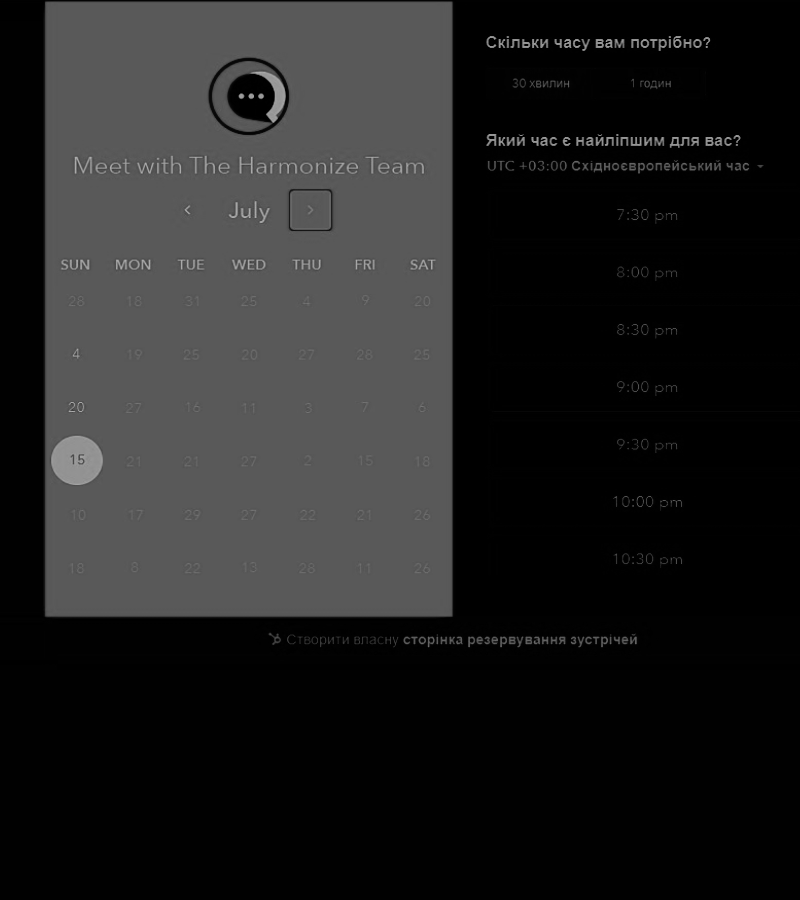 Meet with The Harmonize Team
July
SUN MON TUE WED THU FRI SAT
28 18 31 25 4 9 20
4 19 25 20 27 28 25
20 27 16 11 3 7 6
15 21 21 27 2 15 18
10 17 29 27 22 21 26
18 8 22 13 28 11 26
Скільки часу вам потрібно?
30 хвилин 1 годин
Який час є найліпшим для вас?
UTC +03:00 Східноєвропейський час
7:30 pm
8:00 pm
8:30 pm
9:00 pm
9:30 pm
10:00 pm
10:30 pm
Створити власну сторінка резервування зустрічей